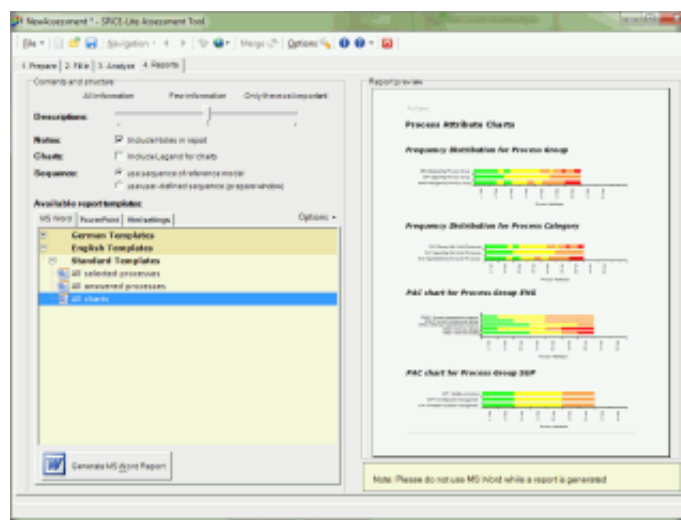 NewAssessment * - SPiCE-Lite Assessment Tool
File Navigation Merge Options
1. Prepare 2. Fill in 3. Analyse 4. Reports
Contents and structure
All information Few information Only the most important
Descriptions:
Notes: Include Notes in report
Charts: Include Legend for charts
Sequence: use sequence of reference model
use user-defined sequence (prepare window)
Available report templates:
MS Word PowerPoint html settings Options
German Templates
English Templates
Standard Templates
All selected processes
All answered processes
All charts
Generate MS Word Report
Report preview
Process Attribute Charts
Frequency Distribution for Process Group
Frequency Distribution for Process Category
PAC chart for Process Group ENG
PAC chart for Process Group SUP
Note: Please do not use MS Word while a report is generated